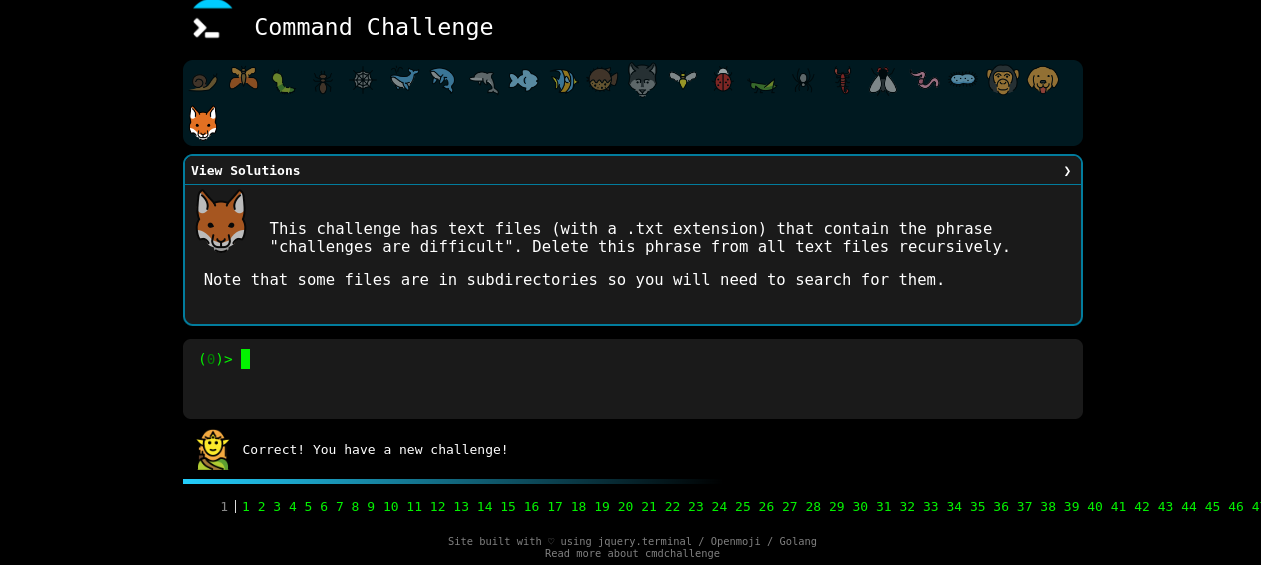 Command Challenge
View Solutions ❯
This challenge has text files (with a .txt extension) that contain the phrase
"challenges are difficult". Delete this phrase from all text files recursively.
Note that some files are in subdirectories so you will need to search for them.
(0)>
Correct! You have a new challenge!
1 1 2 3 4 5 6 7 8 9 10 11 12 13 14 15 16 17 18 19 20 21 22 23 24 25 26 27 28 29 30 31 32 33 34 35 36 37 38 39 40 41 42 43 44 45 46
Site built with ♡ using jquery.terminal / Openmoji / Golang
Read more about cmdchallenge